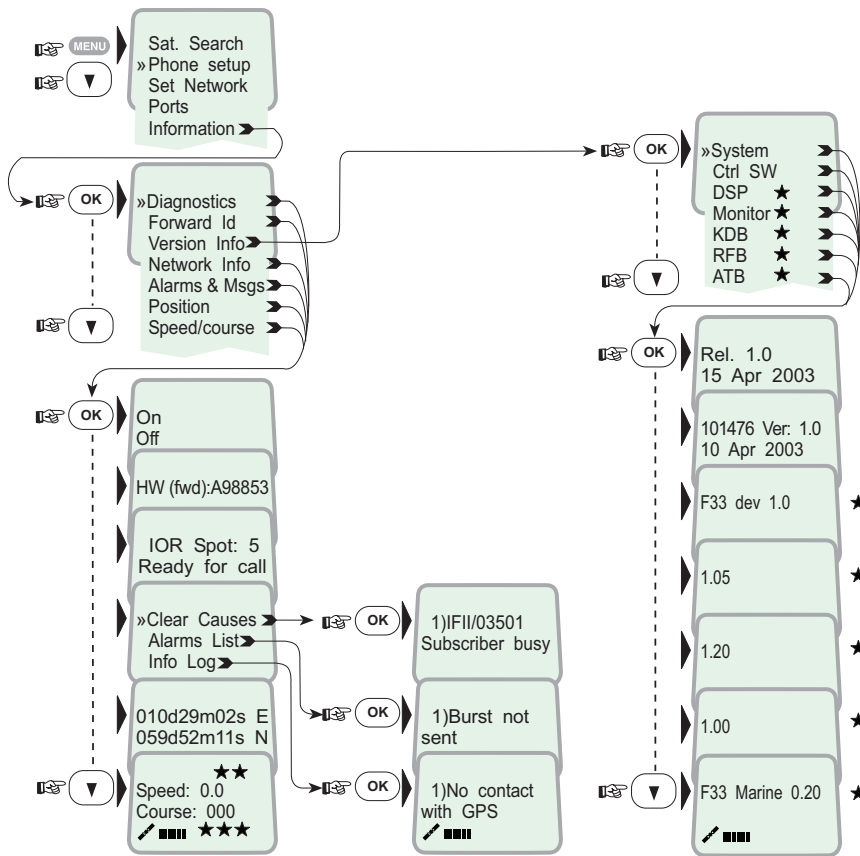 MENU
Sat. Search
»Phone setup
Set Network
Ports
Information
OK
»Diagnostics
Forward Id
Version Info
Network Info
Alarms & Msgs
Position
Speed/course
OK
»System
Ctrl SW
DSP ★
Monitor ★
KDB ★
RFB ★
ATB ★
OK
On
Off
HW (fwd):A98853
IOR Spot: 5
Ready for call
»Clear Causes
Alarms List
Info Log
010d29m02s E
059d52m11s N
★★
Speed: 0.0
Course: 000
★★★
OK
1)IFII/03501
Subscriber busy
OK
1)Burst not
sent
OK
1)No contact
with GPS
OK
Rel. 1.0
15 Apr 2003
101476 Ver: 1.0
10 Apr 2003
F33 dev 1.0 ★
1.05 ★
1.20 ★
1.00 ★
F33 Marine 0.20 ★